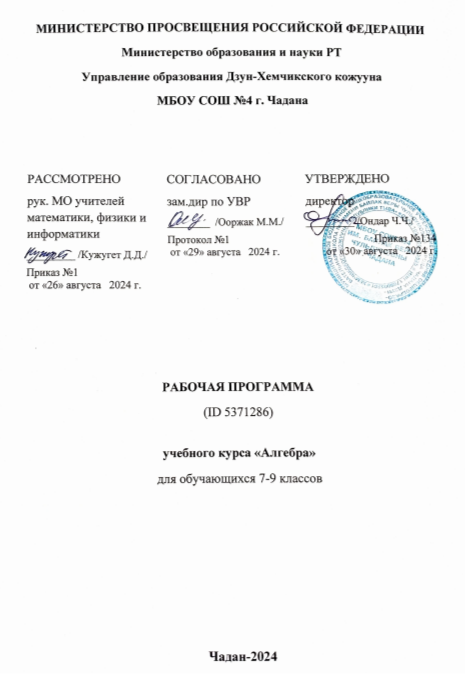 МИНИСТЕРСТВО ПРОСВЕЩЕНИЯ РОССИЙСКОЙ ФЕДЕРАЦИИ
Министерство образования и науки РТ
Управление образования Дзун-Хемчикского кожууна
МБОУ СОШ №4 г. Чадана
РАССМОТРЕНО
рук. МО учителей
математики, физики и
информатики
/Кужугет Д.Д./
Приказ №1
от «26» августа 2024 г.
СОГЛАСОВАНО
зам.дир по УВР
/Ооржак М.М./
Протокол №1
от «29» августа 2024 г.
УТВЕРЖДЕНО
директор
/Ондар Ч.Ч./
Приказ №134
от «30» августа 2024 г.
РАБОЧАЯ ПРОГРАММА
(ID 5371286)
учебного курса «Алгебра»
для обучающихся 7-9 классов
Чадан-2024